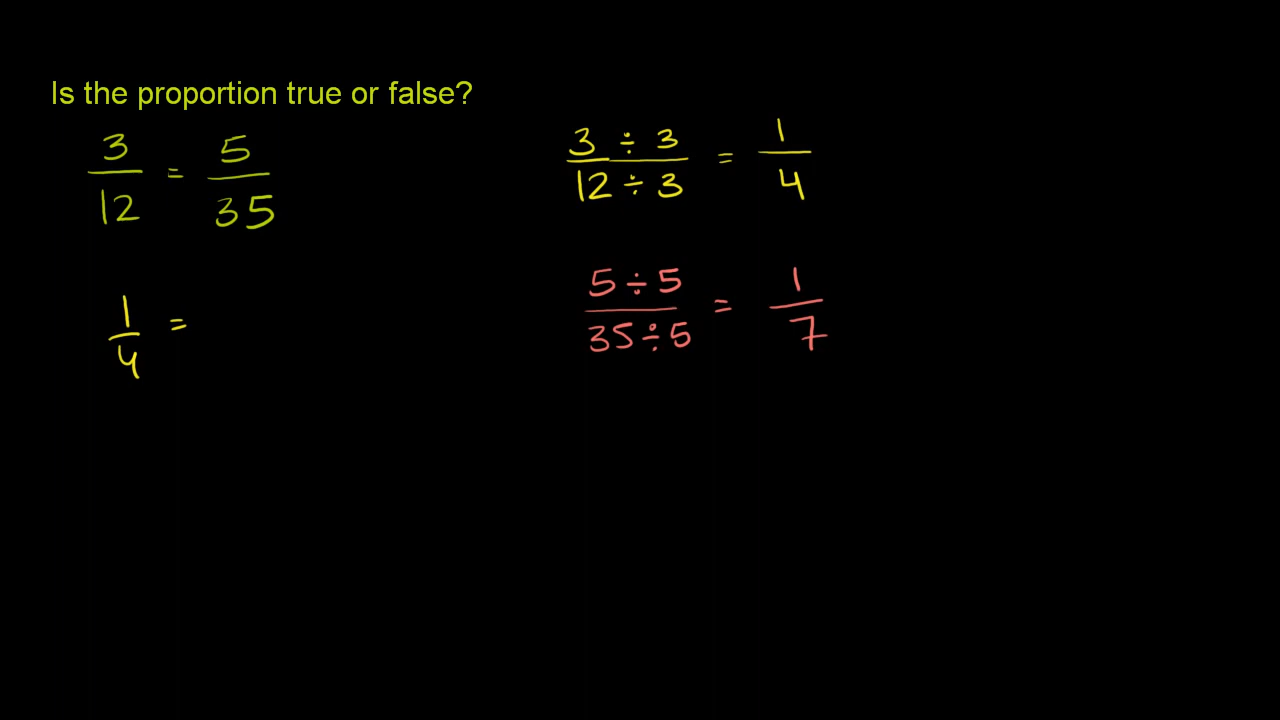 Is the proportion true or false?
3/12 = 5/35
3 ÷ 3 / 12 ÷ 3 = 1/4
5 ÷ 5 / 35 ÷ 5 = 1/7
1/4 =